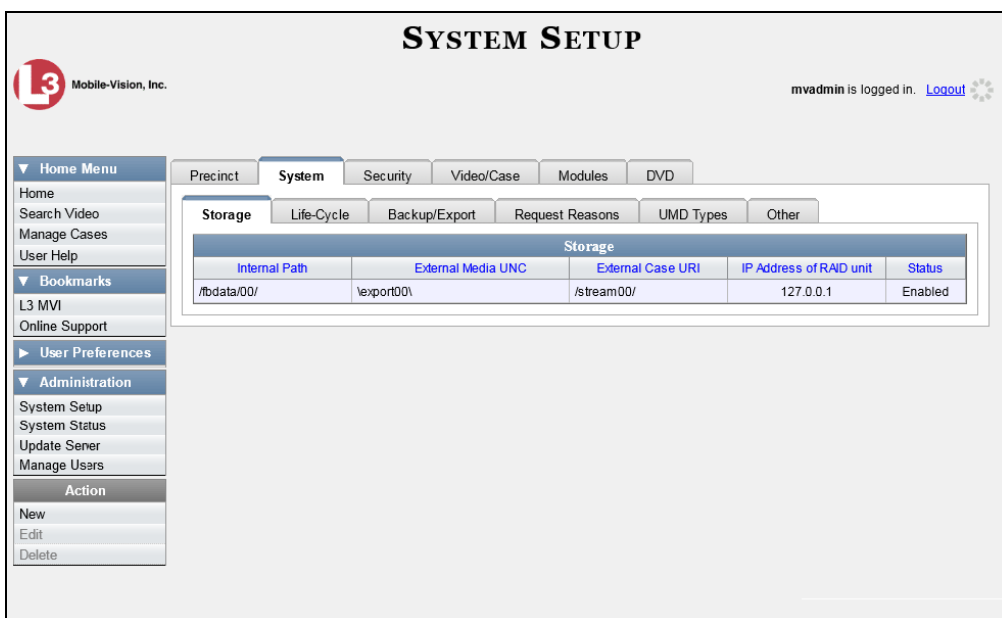 SYSTEM SETUP
L3 Mobile-Vision, Inc.
mvadmin is logged in. Logout
▼ Home Menu
Home
Search Video
Manage Cases
User Help
▼ Bookmarks
L3 MVI
Online Support
► User Preferences
▼ Administration
System Setup
System Status
Update Server
Manage Users
Action
New
Edit
Delete
Precinct System Security Video/Case Modules DVD
Storage Life-Cycle Backup/Export Request Reasons UMD Types Other
Storage
Internal Path External Media UNC External Case URI IP Address of RAID unit Status
/fbdata/00/ \export00\ /stream00/ 127.0.0.1 Enabled